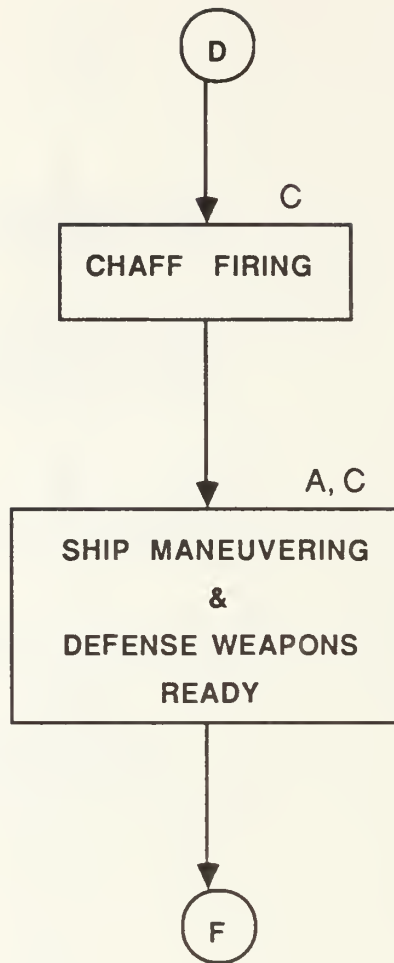 D
C
CHAFF FIRING
A, C
SHIP MANEUVERING
&
DEFENSE WEAPONS
READY
F